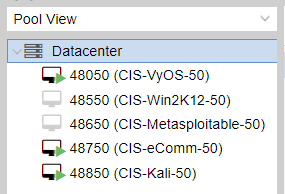 Pool View
Datacenter
48050 (CIS-VyOS-50)
48550 (CIS-Win2K12-50)
48650 (CIS-Metasploitable-50)
48750 (CIS-eComm-50)
48850 (CIS-Kali-50)